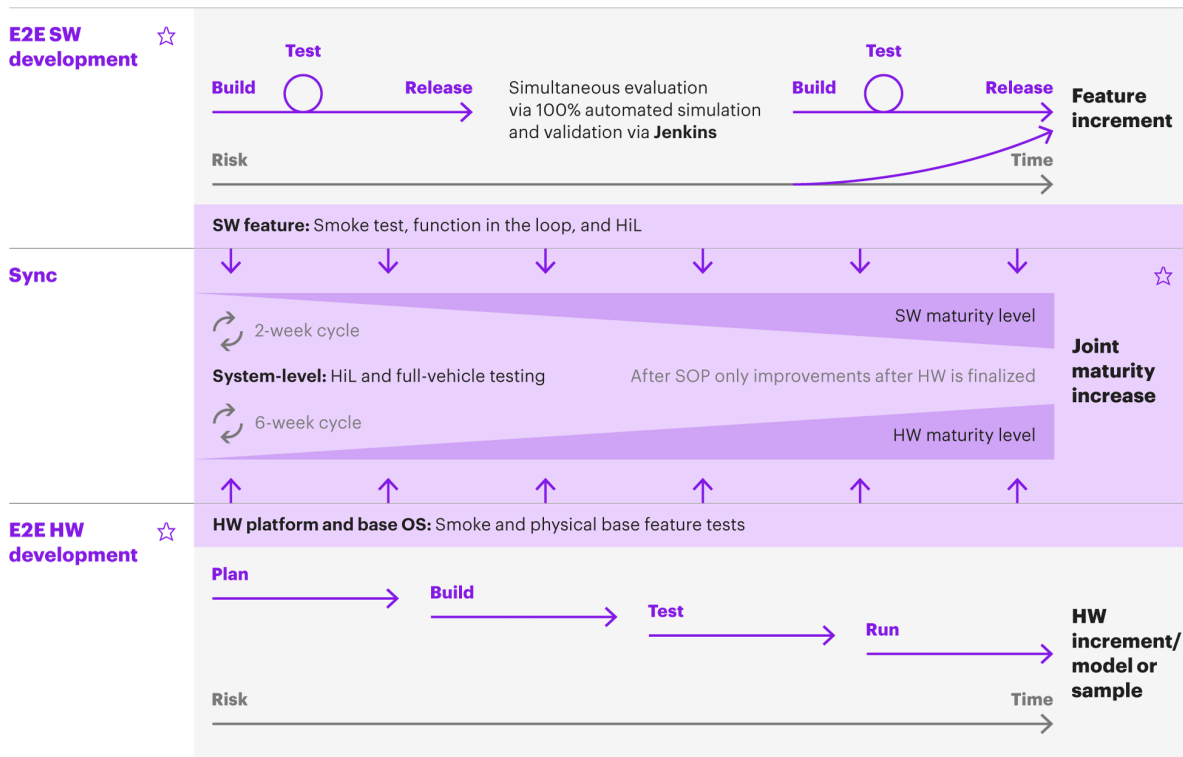 E2E SW
development
Test
Build
Release
Simultaneous evaluation
via 100% automated simulation
and validation via Jenkins
Test
Build
Release
Feature
increment
Risk
Time
SW feature: Smoke test, function in the loop, and HiL
Sync
SW maturity level
2-week cycle
System-level: HiL and full-vehicle testing
After SOP only improvements after HW is finalized
Joint
maturity
increase
6-week cycle
HW maturity level
E2E HW
development
HW platform and base OS: Smoke and physical base feature tests
Plan
Build
Test
Run
HW
increment/
model or
sample
Risk
Time